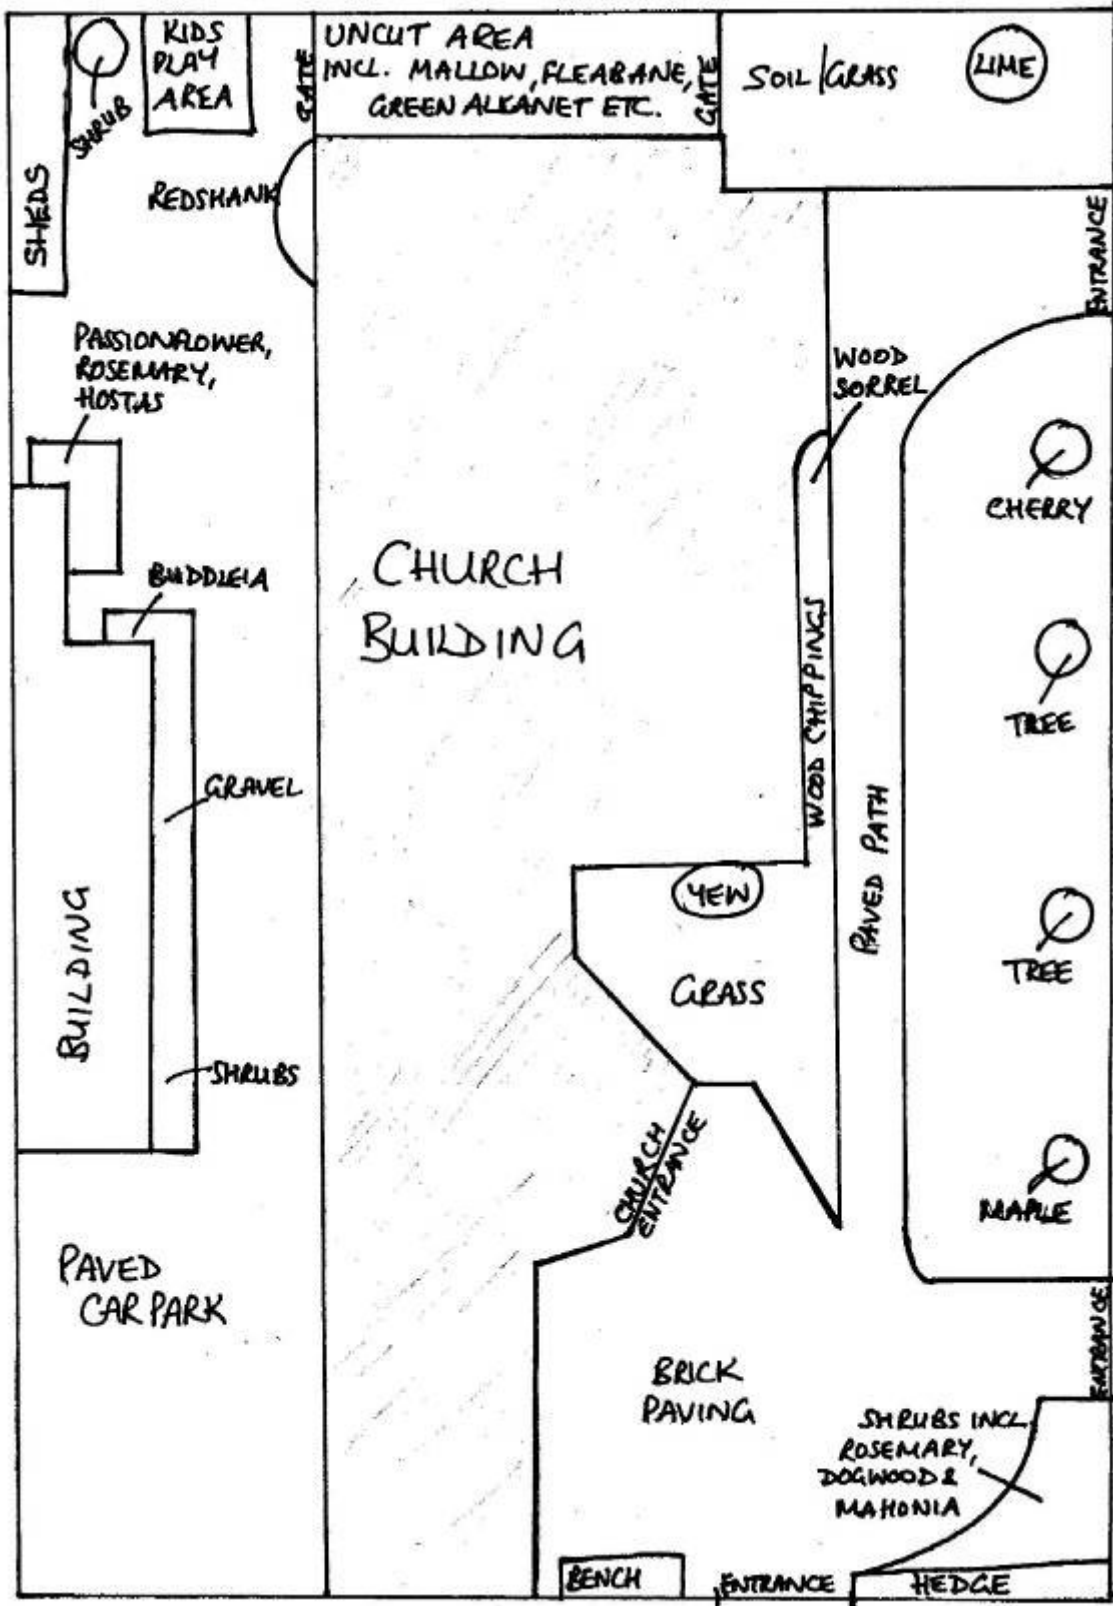 KIDS
PLAY
AREA
GATE
UNCUT AREA
INCL. MALLOW, FLEABANE,
GREEN ALKANET ETC.
GATE
SOIL/GRASS
LIME
SHRUB
SHEDS
REDSHANK
ENTRANCE
PASSIONFLOWER,
ROSEMARY,
HOSTAS
WOOD
SORREL
CHERRY
CHURCH
BUILDING
BUDDLEIA
WOOD CHIPPINGS
TREE
GRAVEL
PAVED PATH
YEW
BUILDING
GRASS
TREE
SHRUBS
CHURCH
ENTRANCE
MAPLE
PAVED
CAR PARK
ENTRANCE
BRICK
PAVING
SHRUBS INCL.
ROSEMARY,
DOGWOOD &
MAHONIA
BENCH
ENTRANCE
HEDGE